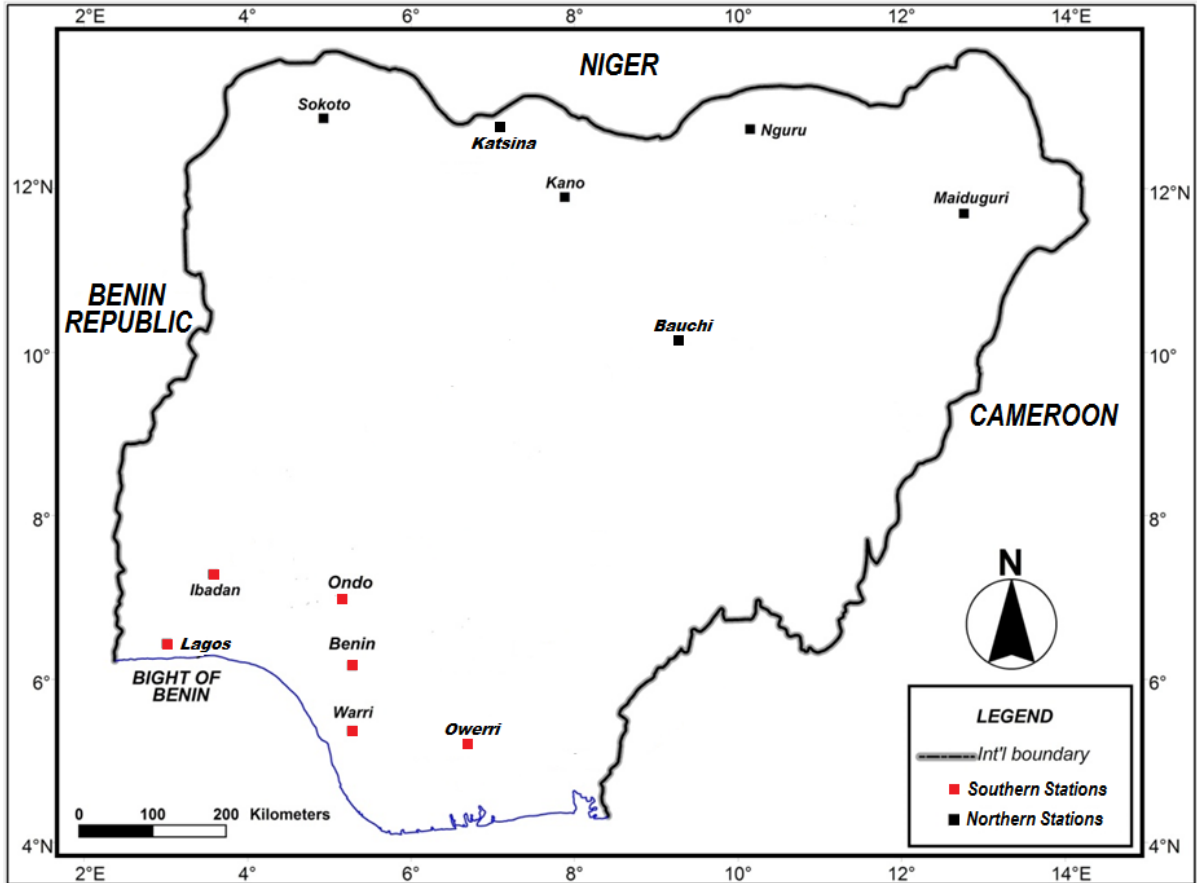 2°E 4° 6° 8° 10° 12° 14°E
NIGER
Sokoto
Katsina
Nguru
Kano
12°N 12°N
Maiduguri
BENIN
REPUBLIC
Bauchi
10° 10°
CAMEROON
8° 8°
Ibadan
Ondo
N
Lagos
Benin
BIGHT OF
BENIN
6° 6°
Warri
Owerri
LEGEND
Int'l boundary
Southern Stations
Northern Stations
0 100 200 Kilometers
4°N 4°N
2°E 4° 6° 8° 10° 12° 14°E